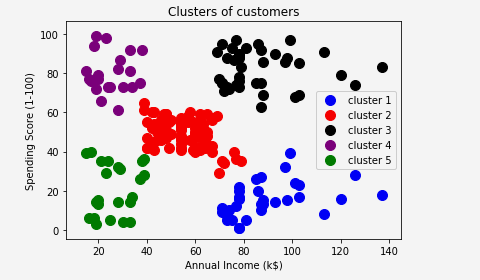 Clusters of customers
Spending Score (1-100)
100
80
60
40
20
0
cluster 1
cluster 2
cluster 3
cluster 4
cluster 5
20
40
60
80
100
120
140
Annual Income (k$)